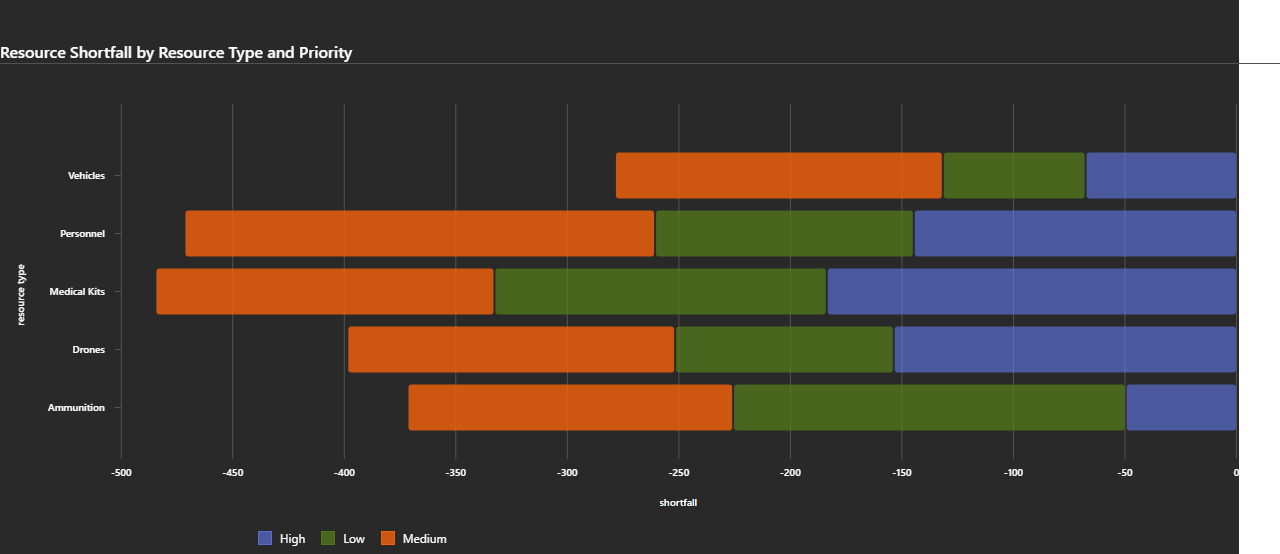 Resource Shortfall by Resource Type and Priority
Vehicles
Personnel
Medical Kits
Drones
Ammunition
resource type
-500 -450 -400 -350 -300 -250 -200 -150 -100 -50 0
shortfall
High Low Medium